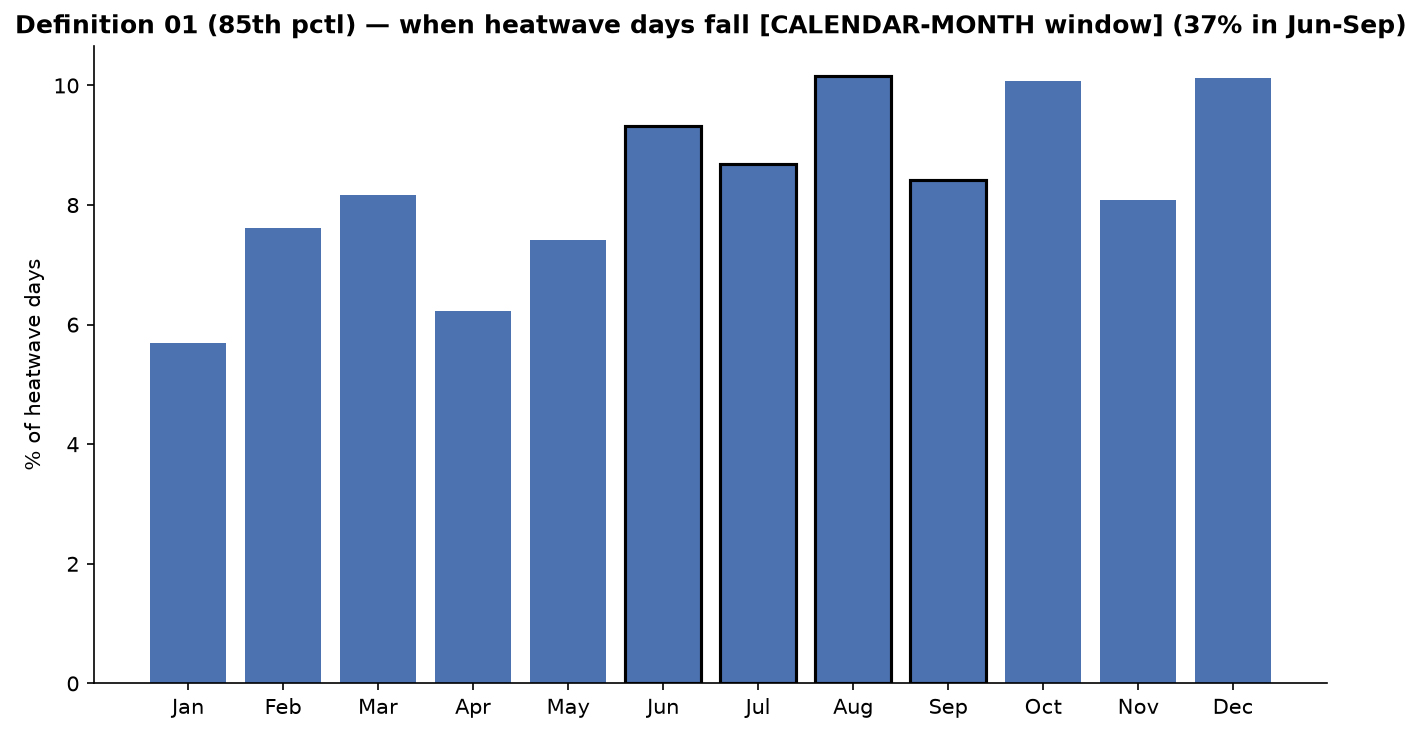 Definition 01 (85th pctl) — when heatwave days fall [CALENDAR-MONTH window] (37% in Jun-Sep)
% of heatwave days
10
8
6
4
2
0
Jan Feb Mar Apr May Jun Jul Aug Sep Oct Nov Dec